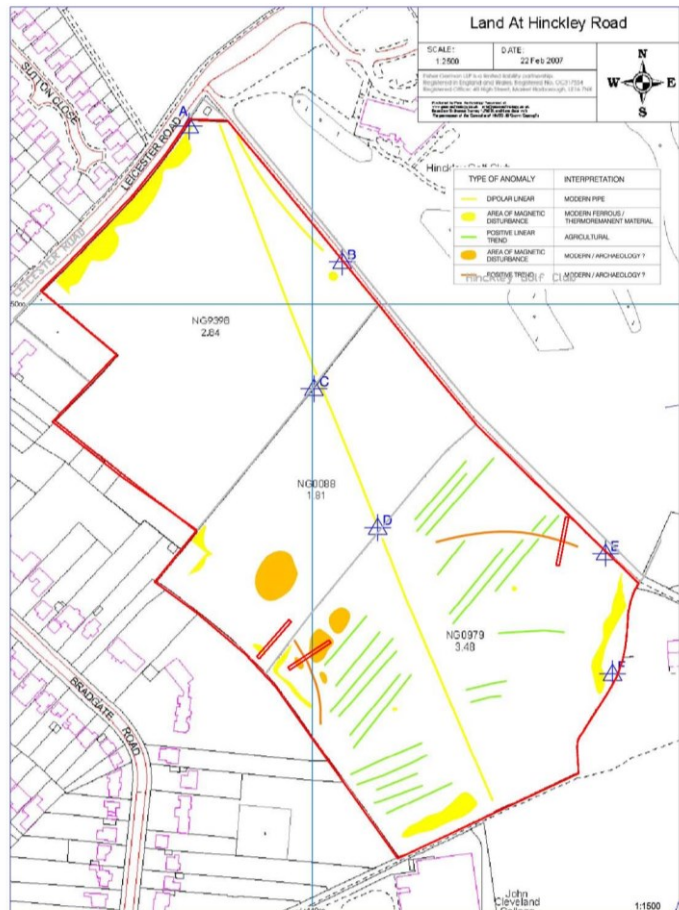 Land At Hinckley Road
SCALE:
1:2500
DATE:
22 Feb 2007
N
W
E
S
SUTTON CLOSE
A
LEICESTER ROAD
LEICESTER ROAD
Hinckley Golf Club
TYPE OF ANOMALY
INTERPRETATION
DIPOLAR LINEAR
MODERN PIPE
AREA OF MAGNETIC
DISTURBANCE
MODERN FERROUS /
THERMOREMANENT MATERIAL
POSITIVE LINEAR
TREND
AGRICULTURAL
AREA OF MAGNETIC
DISTURBANCE
MODERN / ARCHAEOLOGY ?
POSITIVE TREND
MODERN / ARCHAEOLOGY ?
Hinckley Golf Club
B
NG9398
2.84
C
NG0088
1.81
D
E
NG0979
3.48
F
BRADGATE ROAD
John
Cleveland
College
1:1500